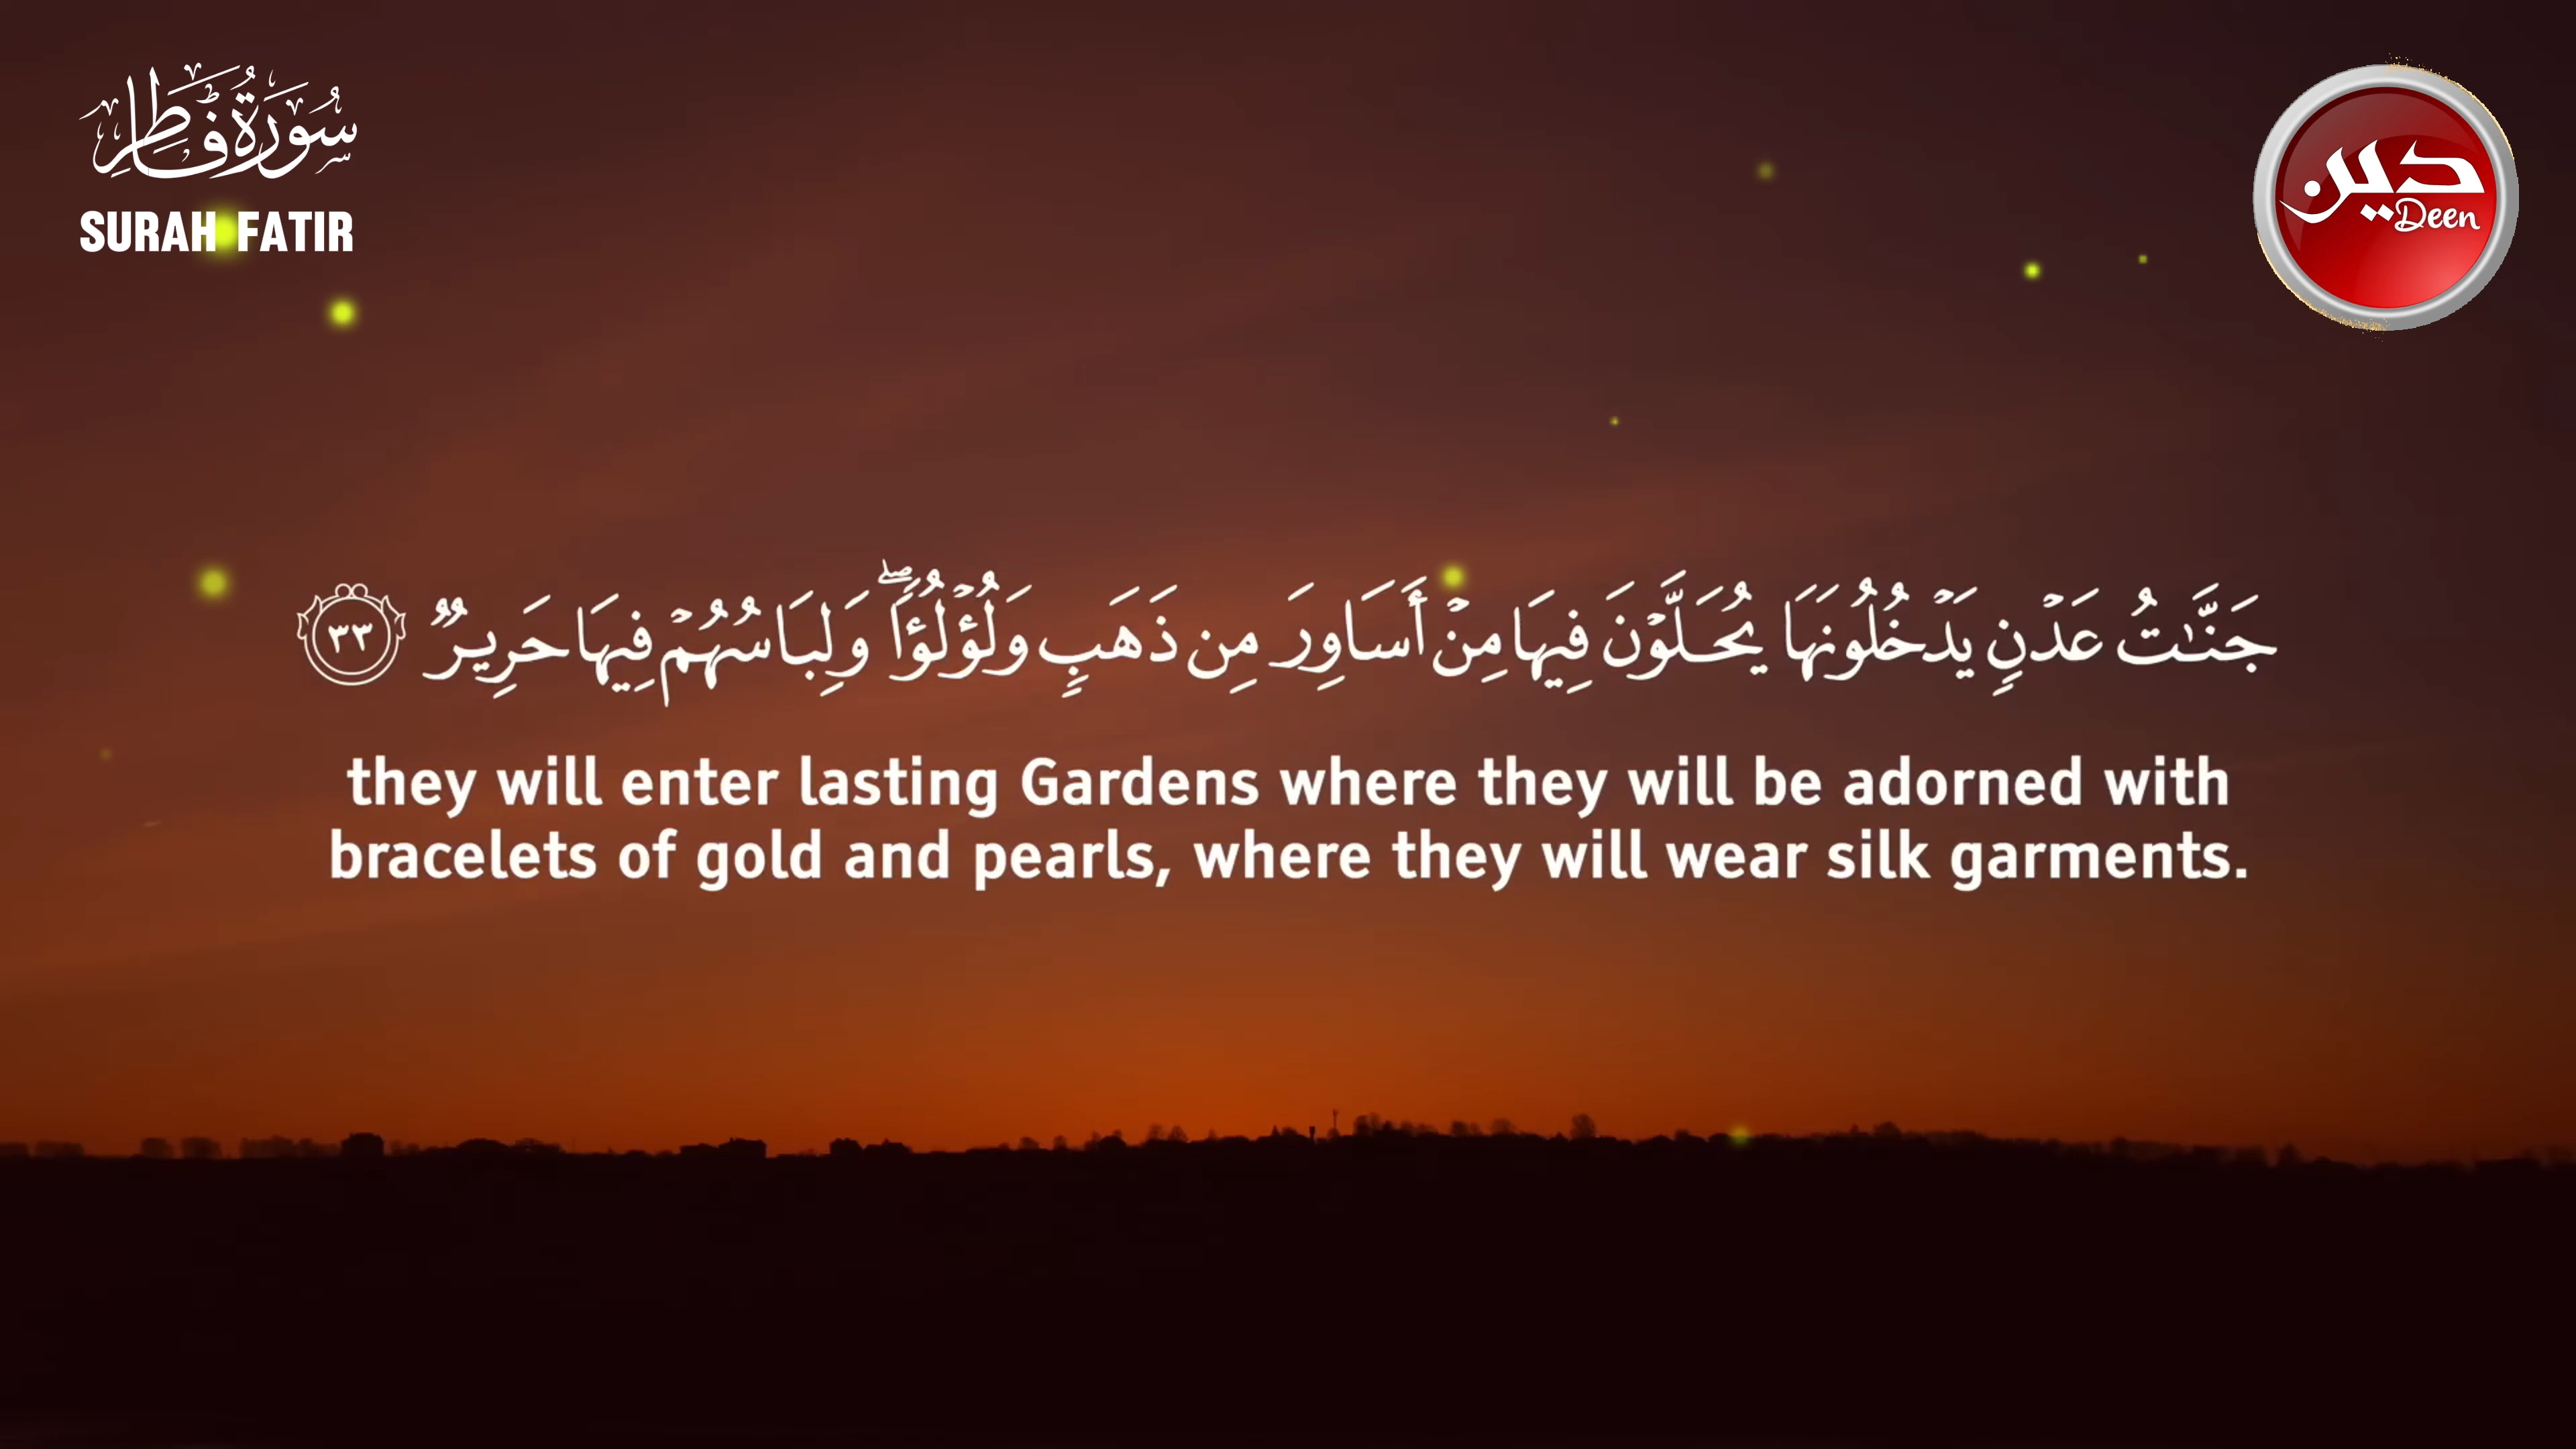 سُورَةُ فَاطِرٍ
SURAH FATIR
دين
Deen
جَنَّٰتُ عَدۡنٖ يَدۡخُلُونَهَا يُحَلَّوۡنَ فِيهَا مِنۡ أَسَاوِرَ مِن ذَهَبٖ وَلُؤۡلُؤٗاۖ وَلِبَاسُهُمۡ فِيهَا حَرِيرٞ ٣٣
they will enter lasting Gardens where they will be adorned with
bracelets of gold and pearls, where they will wear silk garments.